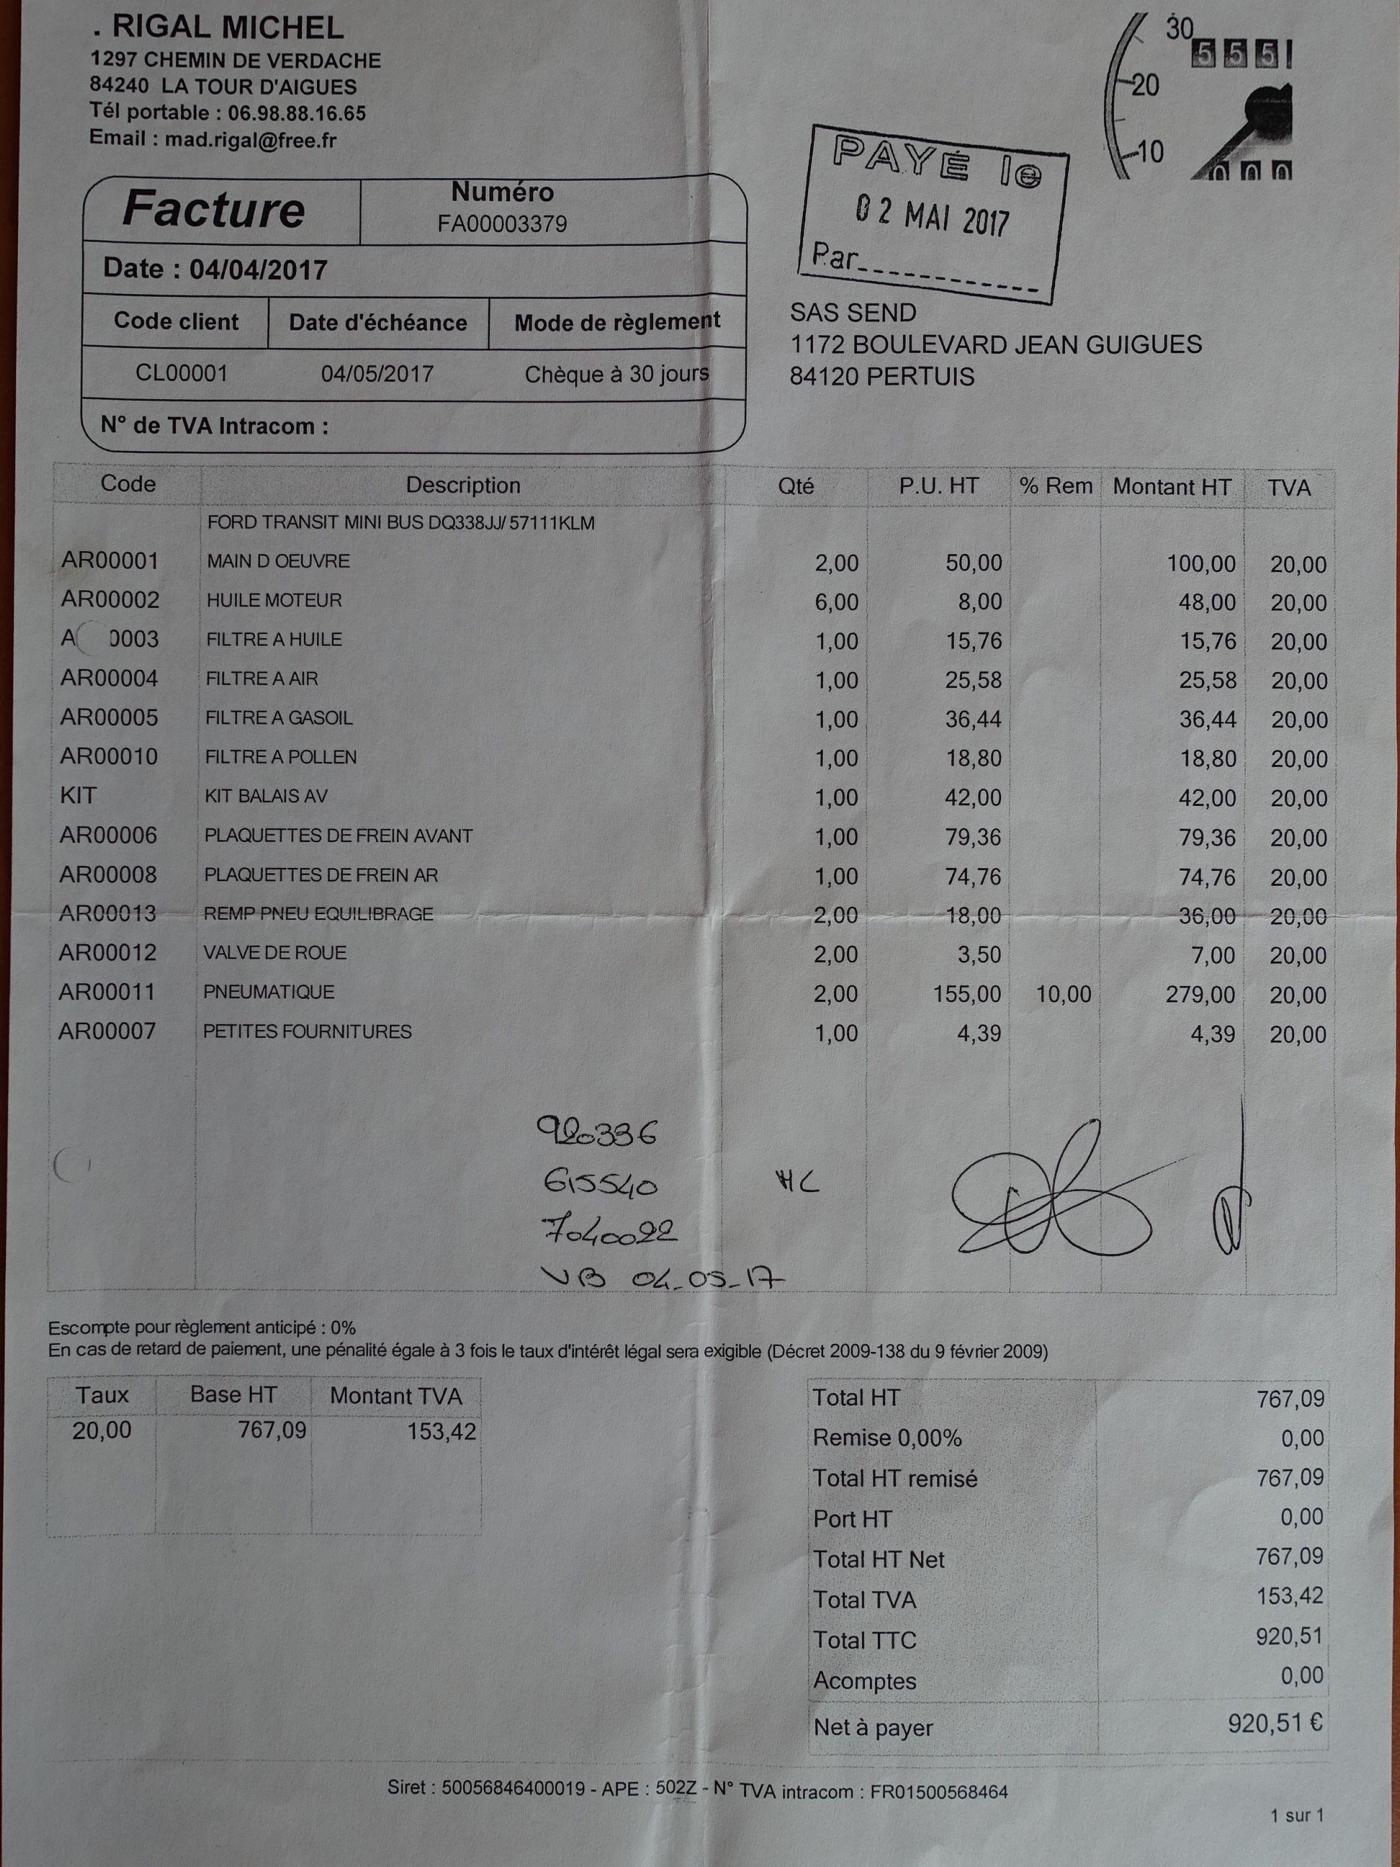 . RIGAL MICHEL
1297 CHEMIN DE VERDACHE
84240 LA TOUR D'AIGUES
Tél portable : 06.98.88.16.65
Email : mad.rigal@free.fr
30
555
20
10
000
PAYÉ le
02 MAI 2017
Par
Facture
Numéro
FA00003379
Date : 04/04/2017
Code client Date d'échéance Mode de règlement
CL00001 04/05/2017 Chèque à 30 jours
N° de TVA Intracom :
SAS SEND
1172 BOULEVARD JEAN GUIGUES
84120 PERTUIS
Code Description Qté P.U. HT % Rem Montant HT TVA
FORD TRANSIT MINI BUS DQ338JJ/ 57111KLM
AR00001 MAIN D OEUVRE 2,00 50,00 100,00 20,00
AR00002 HUILE MOTEUR 6,00 8,00 48,00 20,00
A 0003 FILTRE A HUILE 1,00 15,76 15,76 20,00
AR00004 FILTRE A AIR 1,00 25,58 25,58 20,00
AR00005 FILTRE A GASOIL 1,00 36,44 36,44 20,00
AR00010 FILTRE A POLLEN 1,00 18,80 18,80 20,00
KIT KIT BALAIS AV 1,00 42,00 42,00 20,00
AR00006 PLAQUETTES DE FREIN AVANT 1,00 79,36 79,36 20,00
AR00008 PLAQUETTES DE FREIN AR 1,00 74,76 74,76 20,00
AR00013 REMP PNEU EQUILIBRAGE 2,00 18,00 36,00 20,00
AR00012 VALVE DE ROUE 2,00 3,50 7,00 20,00
AR00011 PNEUMATIQUE 2,00 155,00 10,00 279,00 20,00
AR00007 PETITES FOURNITURES 1,00 4,39 4,39 20,00
920336
615540 HC
7040022
VB 04-05-17
Escompte pour règlement anticipé : 0%
En cas de retard de paiement, une pénalité égale à 3 fois le taux d'intérêt légal sera exigible (Décret 2009-138 du 9 février 2009)
Taux Base HT Montant TVA
20,00 767,09 153,42
Total HT 767,09
Remise 0,00% 0,00
Total HT remisé 767,09
Port HT 0,00
Total HT Net 767,09
Total TVA 153,42
Total TTC 920,51
Acomptes 0,00
Net à payer 920,51 €
Siret : 50056846400019 - APE : 502Z - N° TVA intracom : FR01500568464
1 sur 1